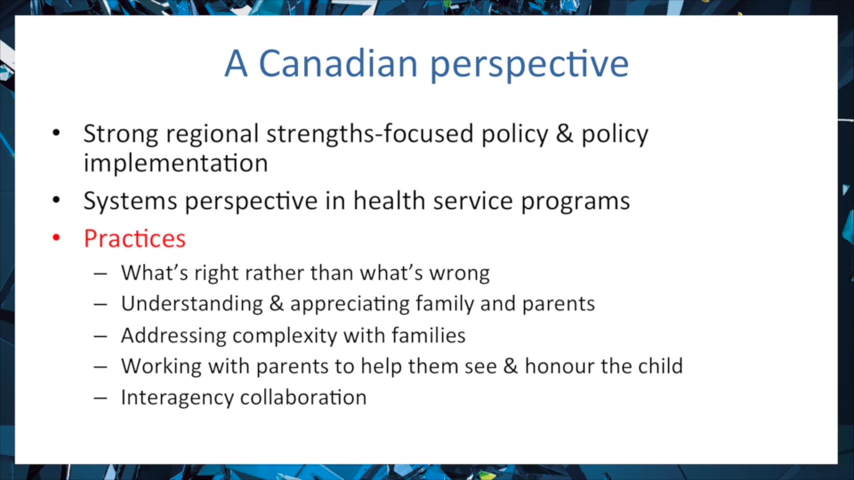 A Canadian perspective
• Strong regional strengths-focused policy & policy
implementation
• Systems perspective in health service programs
• Practices
– What's right rather than what's wrong
– Understanding & appreciating family and parents
– Addressing complexity with families
– Working with parents to help them see & honour the child
– Interagency collaboration